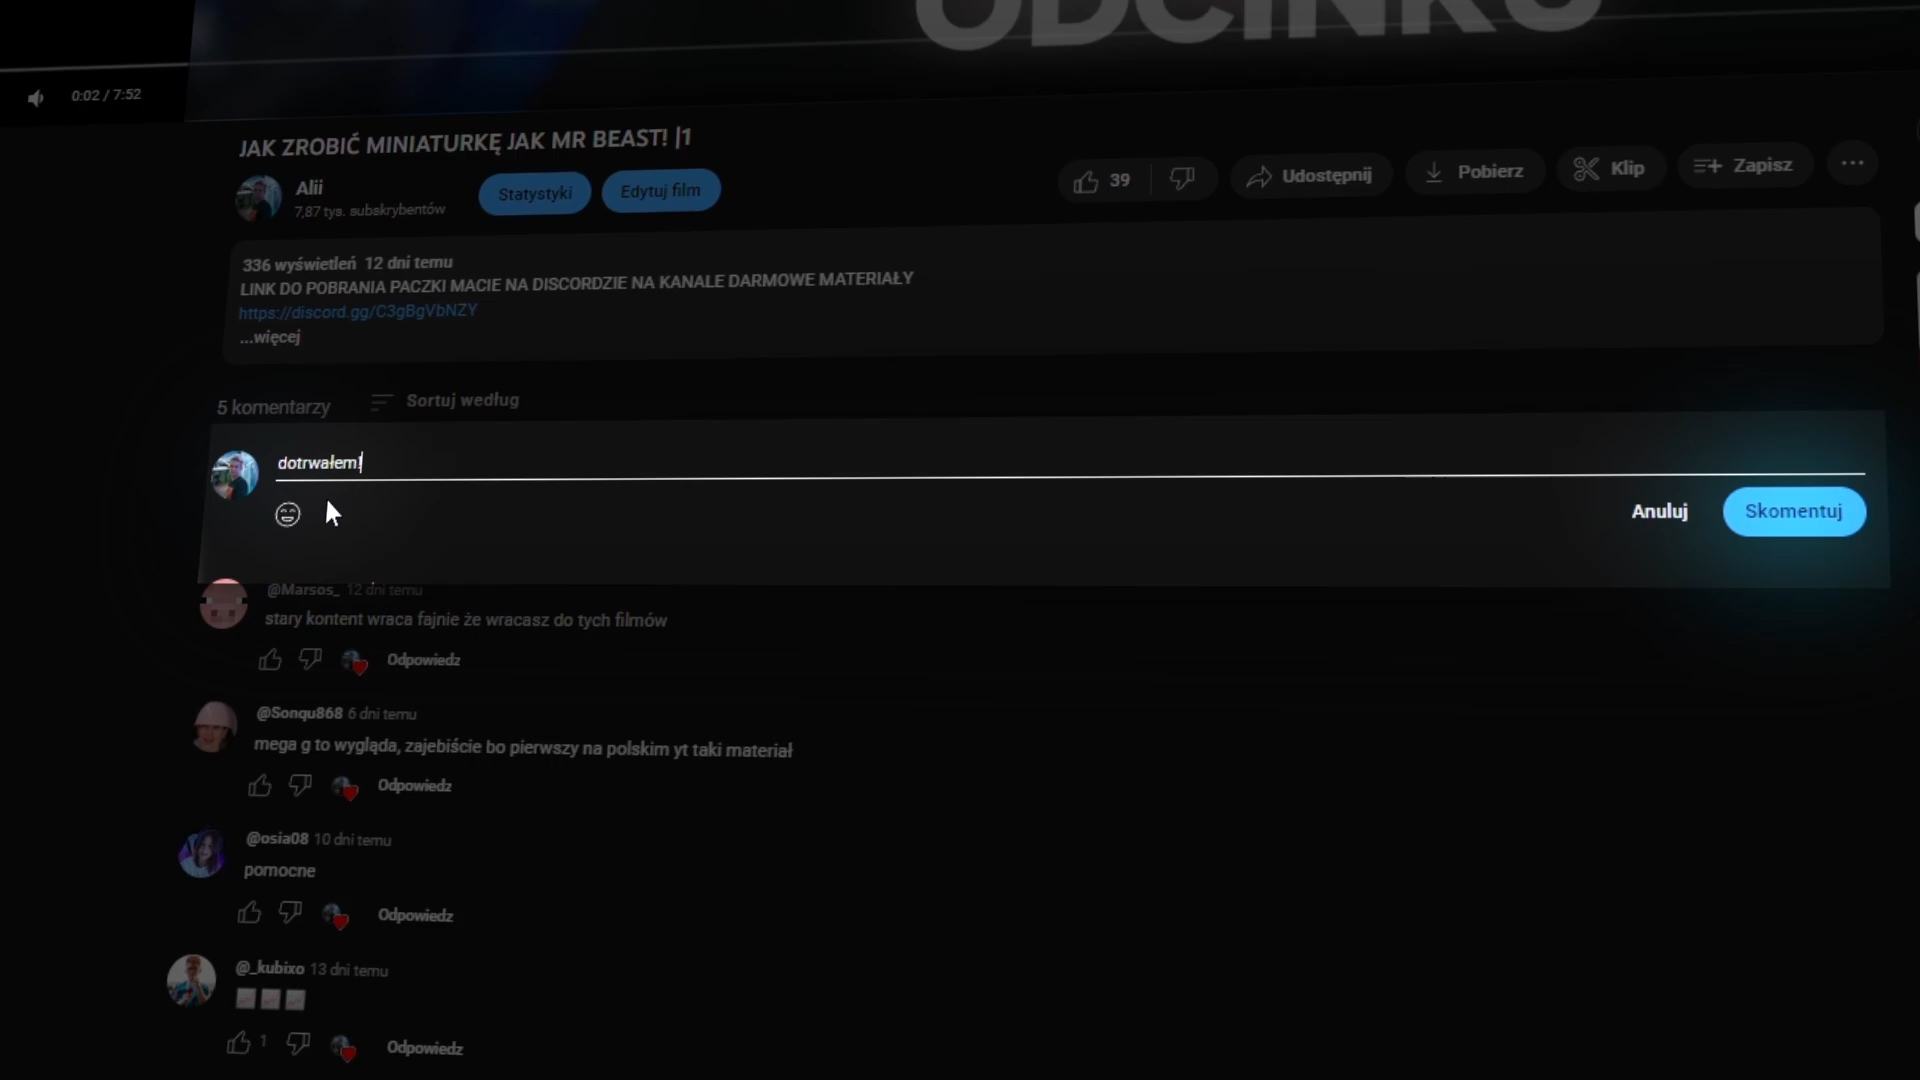 ODCINKU
0:02 / 7:52
JAK ZROBIĆ MINIATURKĘ JAK MR BEAST! |1
Alii
7,87 tys. subskrybentów
Statystyki
Edytuj film
39
Udostępnij
Pobierz
Klip
Zapisz
336 wyświetleń 12 dni temu
LINK DO POBRANIA PACZKI MACIE NA DISCORDZIE NA KANALE DARMOWE MATERIAŁY
https://discord.gg/C3gBgVbNZY
...więcej
5 komentarzy
Sortuj według
dotrwałem!
Anuluj
Skomentuj
@Marsos_ 12 dni temu
stary kontent wraca fajnie że wracasz do tych filmów
Odpowiedz
@Sonqu868 6 dni temu
mega g to wygląda, zajebiście bo pierwszy na polskim yt taki materiał
Odpowiedz
@osia08 10 dni temu
pomocne
Odpowiedz
@_kubixo 13 dni temu
1
Odpowiedz